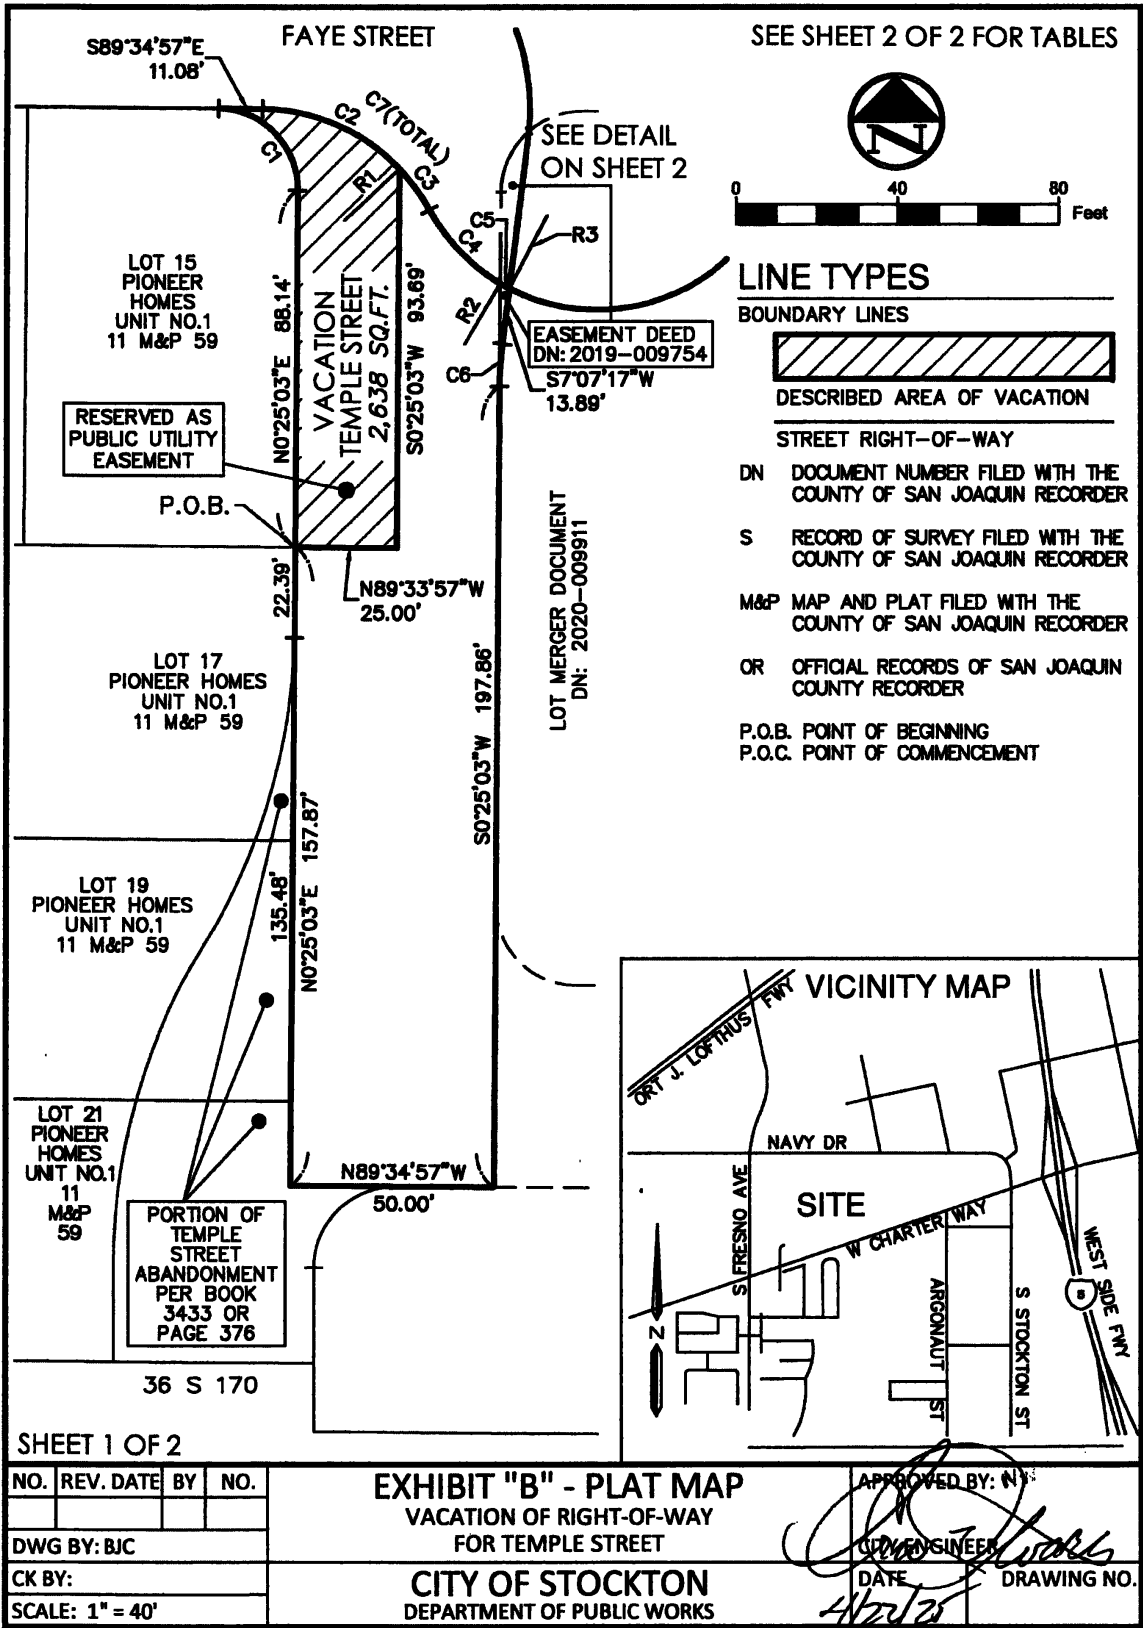 FAYE STREET
SEE SHEET 2 OF 2 FOR TABLES
S89°34'57"E
11.08'
C1
C2
C7(TOTAL)
C3
R1
SEE DETAIL
ON SHEET 2
C5
C4
R3
R2
C6
EASEMENT DEED
DN: 2019-009754
S7°07'17"W
13.89'
N
0 40 80
Feet
LOT 15
PIONEER
HOMES
UNIT NO.1
11 M&P 59
N0°25'03"E 88.14'
VACATION
TEMPLE STREET
2,638 SQ.FT.
S0°25'03"W 93.69'
RESERVED AS
PUBLIC UTILITY
EASEMENT
P.O.B.
N89°33'57"W
25.00'
22.39'
LOT MERGER DOCUMENT
DN: 2020-009911
LOT 17
PIONEER HOMES
UNIT NO.1
11 M&P 59
S0°25'03"W 197.86'
135.48'
N0°25'03"E 157.87'
LOT 19
PIONEER HOMES
UNIT NO.1
11 M&P 59
LOT 21
PIONEER
HOMES
UNIT NO.1
11
M&P
59
N89°34'57"W
50.00'
PORTION OF
TEMPLE
STREET
ABANDONMENT
PER BOOK
3433 OR
PAGE 376
36 S 170
SHEET 1 OF 2
LINE TYPES
BOUNDARY LINES
DESCRIBED AREA OF VACATION
STREET RIGHT-OF-WAY
DN DOCUMENT NUMBER FILED WITH THE
COUNTY OF SAN JOAQUIN RECORDER
S RECORD OF SURVEY FILED WITH THE
COUNTY OF SAN JOAQUIN RECORDER
M&P MAP AND PLAT FILED WITH THE
COUNTY OF SAN JOAQUIN RECORDER
OR OFFICIAL RECORDS OF SAN JOAQUIN
COUNTY RECORDER
P.O.B. POINT OF BEGINNING
P.O.C. POINT OF COMMENCEMENT
VICINITY MAP
ORT J. LOFTHUS FWY
NAVY DR
S FRESNO AVE
SITE
W CHARTER WAY
ARGONAUT ST
S STOCKTON ST
WEST SIDE FWY
5
N
NO. REV. DATE BY NO.
DWG BY: BJC
CK BY:
SCALE: 1" = 40'
EXHIBIT "B" - PLAT MAP
VACATION OF RIGHT-OF-WAY
FOR TEMPLE STREET
CITY OF STOCKTON
DEPARTMENT OF PUBLIC WORKS
APPROVED BY:
CITY ENGINEER
DATE
4/22/25
DRAWING NO.